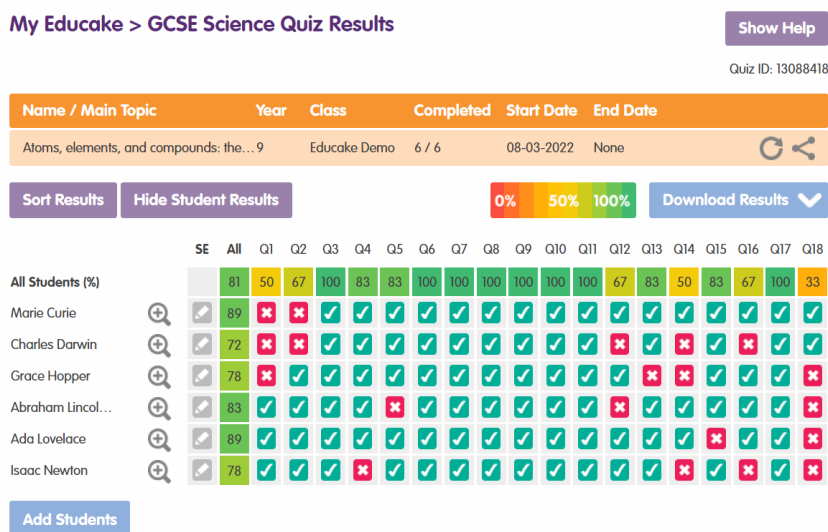 My Educake > GCSE Science Quiz Results
Show Help
Quiz ID: 13088418
Name / Main Topic Year Class Completed Start Date End Date
Atoms, elements, and compounds: the... 9 Educake Demo 6 / 6 08-03-2022 None
Sort Results Hide Student Results 0% 50% 100% Download Results
SE All Q1 Q2 Q3 Q4 Q5 Q6 Q7 Q8 Q9 Q10 Q11 Q12 Q13 Q14 Q15 Q16 Q17 Q18
All Students (%) 81 50 67 100 83 83 100 100 100 100 100 100 67 83 50 83 67 100 33
Marie Curie 89
Charles Darwin 72
Grace Hopper 78
Abraham Lincol... 83
Ada Lovelace 89
Isaac Newton 78
Add Students